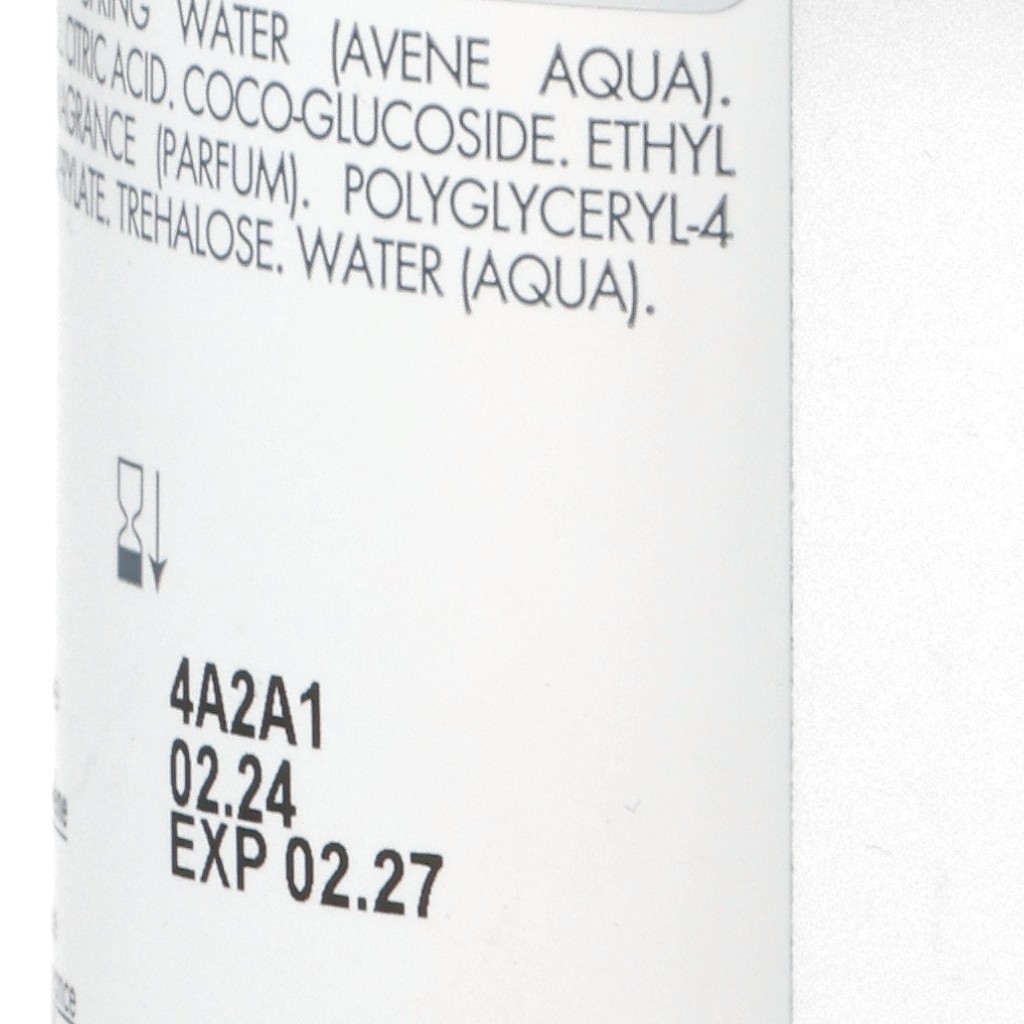 WATER (AVENE AQUA).
CITRIC ACID. COCO-GLUCOSIDE. ETHYL
(PARFUM). POLYGLYCERYL-4
TREHALOSE. WATER (AQUA).
4A2A1
02.24
EXP 02.27